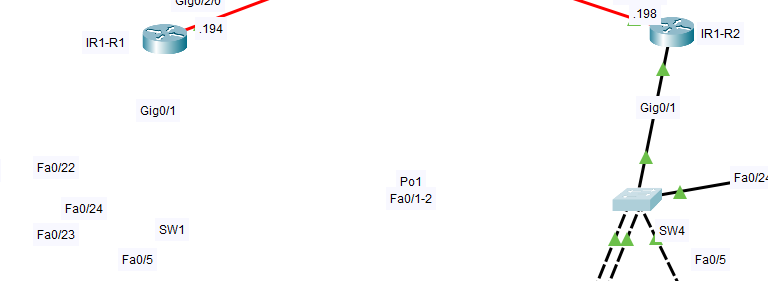 Gig0/2/0
.194
.198
IR1-R1
IR1-R2
Gig0/1
Gig0/1
Fa0/22
Po1
Fa0/1-2
Fa0/24
Fa0/24
Fa0/23
SW1
SW4
Fa0/5
Fa0/5